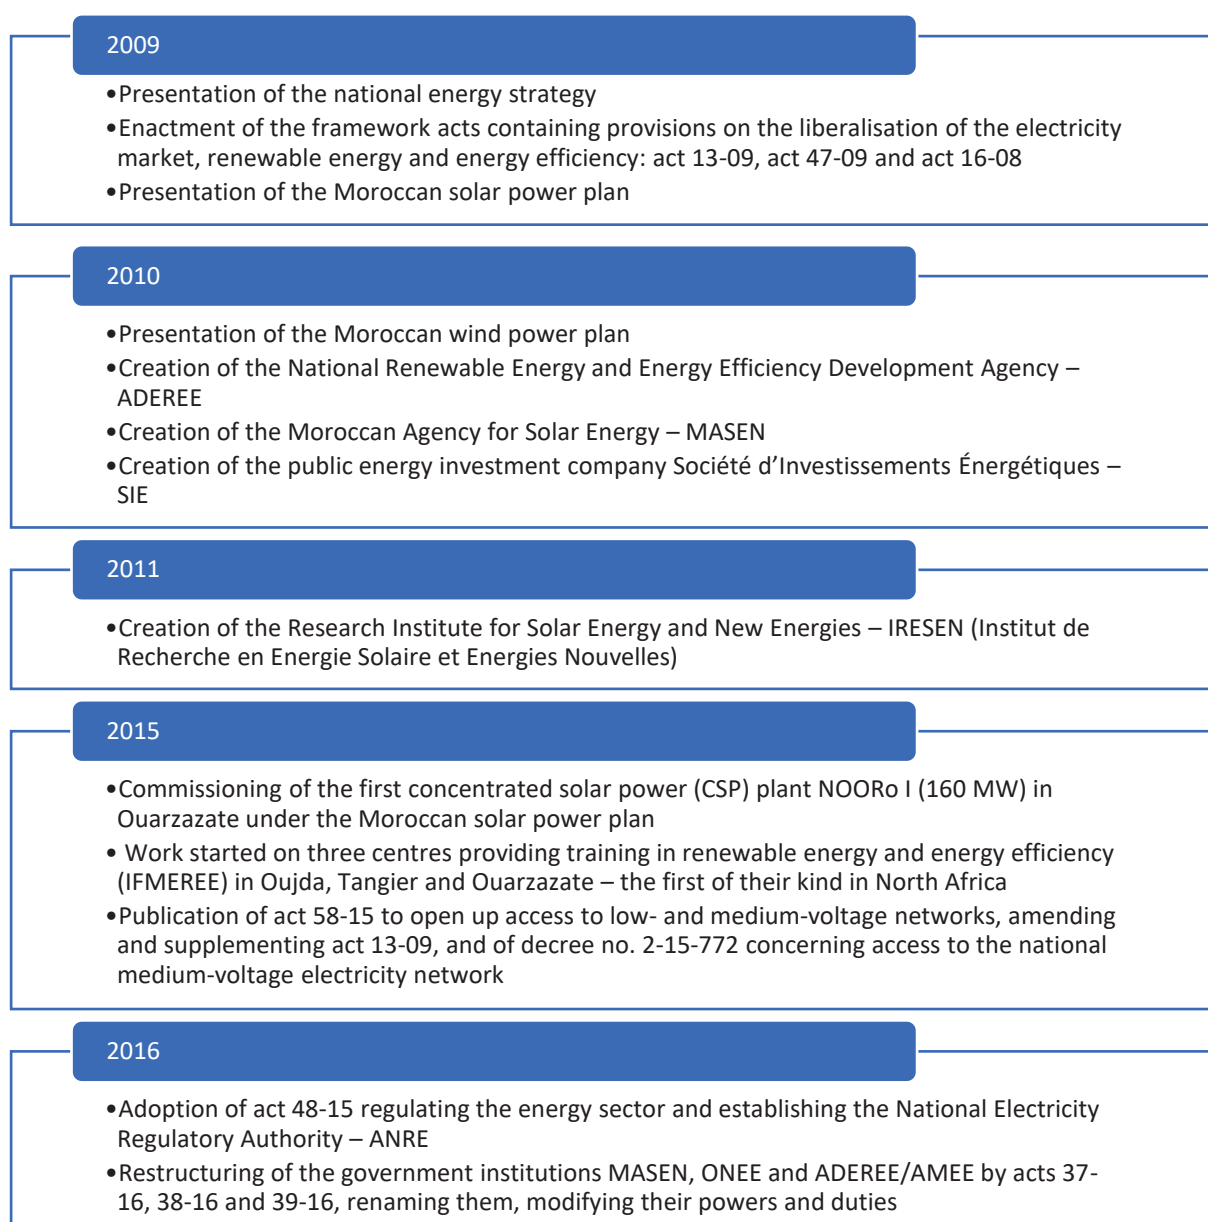 2009
•Presentation of the national energy strategy
•Enactment of the framework acts containing provisions on the liberalisation of the electricity
market, renewable energy and energy efficiency: act 13-09, act 47-09 and act 16-08
•Presentation of the Moroccan solar power plan
2010
•Presentation of the Moroccan wind power plan
•Creation of the National Renewable Energy and Energy Efficiency Development Agency –
ADEREE
•Creation of the Moroccan Agency for Solar Energy – MASEN
•Creation of the public energy investment company Société d’Investissements Énergétiques –
SIE
2011
•Creation of the Research Institute for Solar Energy and New Energies – IRESEN (Institut de
Recherche en Energie Solaire et Energies Nouvelles)
2015
•Commissioning of the first concentrated solar power (CSP) plant NOORo I (160 MW) in
Ouarzazate under the Moroccan solar power plan
• Work started on three centres providing training in renewable energy and energy efficiency
(IFMEREE) in Oujda, Tangier and Ouarzazate – the first of their kind in North Africa
•Publication of act 58-15 to open up access to low- and medium-voltage networks, amending
and supplementing act 13-09, and of decree no. 2-15-772 concerning access to the national
medium-voltage electricity network
2016
•Adoption of act 48-15 regulating the energy sector and establishing the National Electricity
Regulatory Authority – ANRE
•Restructuring of the government institutions MASEN, ONEE and ADEREE/AMEE by acts 37-
16, 38-16 and 39-16, renaming them, modifying their powers and duties